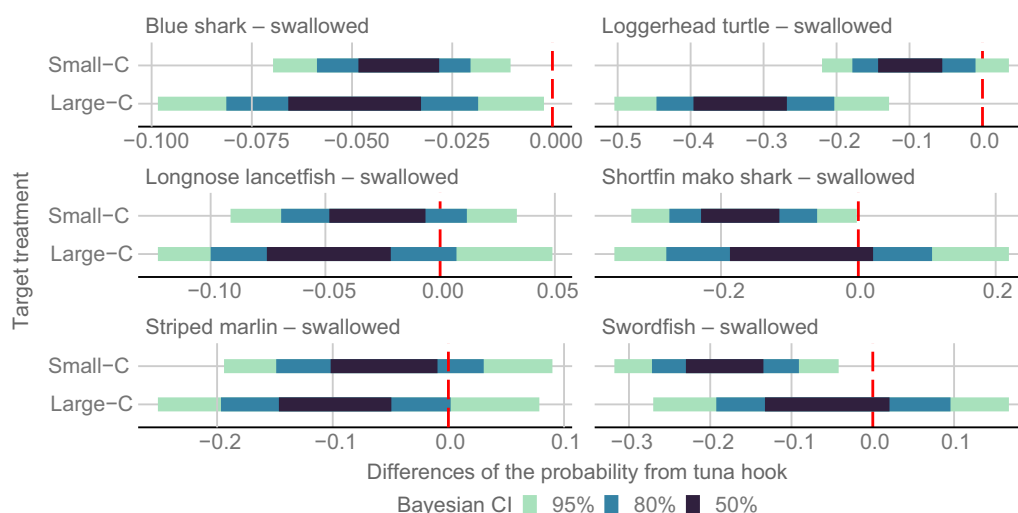 Blue shark – swallowed
Loggerhead turtle – swallowed
Small−C
Large−C
−0.100 −0.075 −0.050 −0.025 0.000
−0.5 −0.4 −0.3 −0.2 −0.1 0.0
Longnose lancetfish – swallowed
Shortfin mako shark – swallowed
Small−C
Large−C
−0.10 −0.05 0.00 0.05
−0.2 0.0 0.2
Striped marlin – swallowed
Swordfish – swallowed
Small−C
Large−C
−0.2 −0.1 0.0 0.1
−0.3 −0.2 −0.1 0.0 0.1
Target treatment
Differences of the probability from tuna hook
Bayesian CI 95% 80% 50%